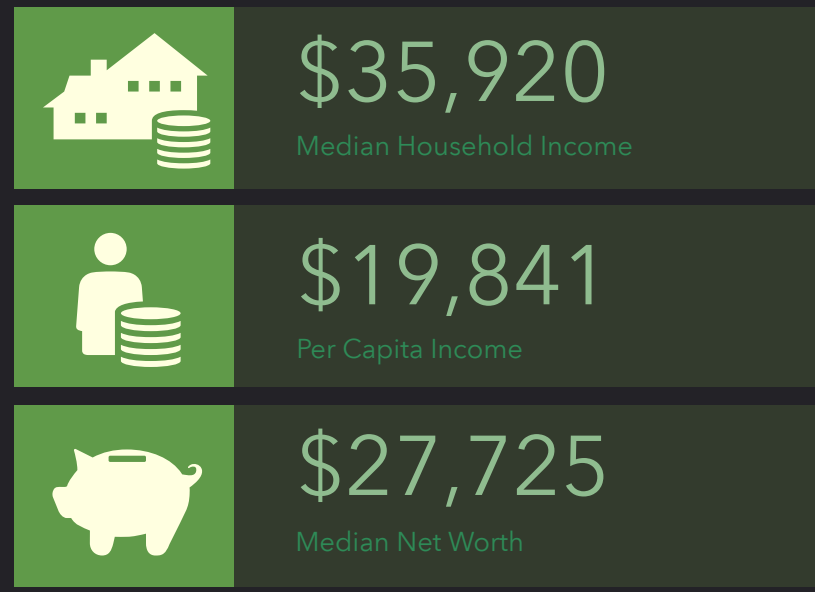 $35,920
Median Household Income
$19,841
Per Capita Income
$27,725
Median Net Worth